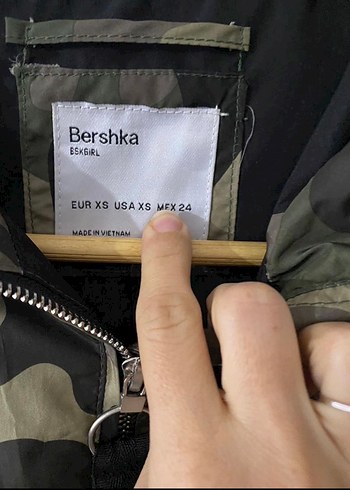 Bershka
BSKGIRL
EUR XS USA XS MEX 24
MADE IN VIETNAM